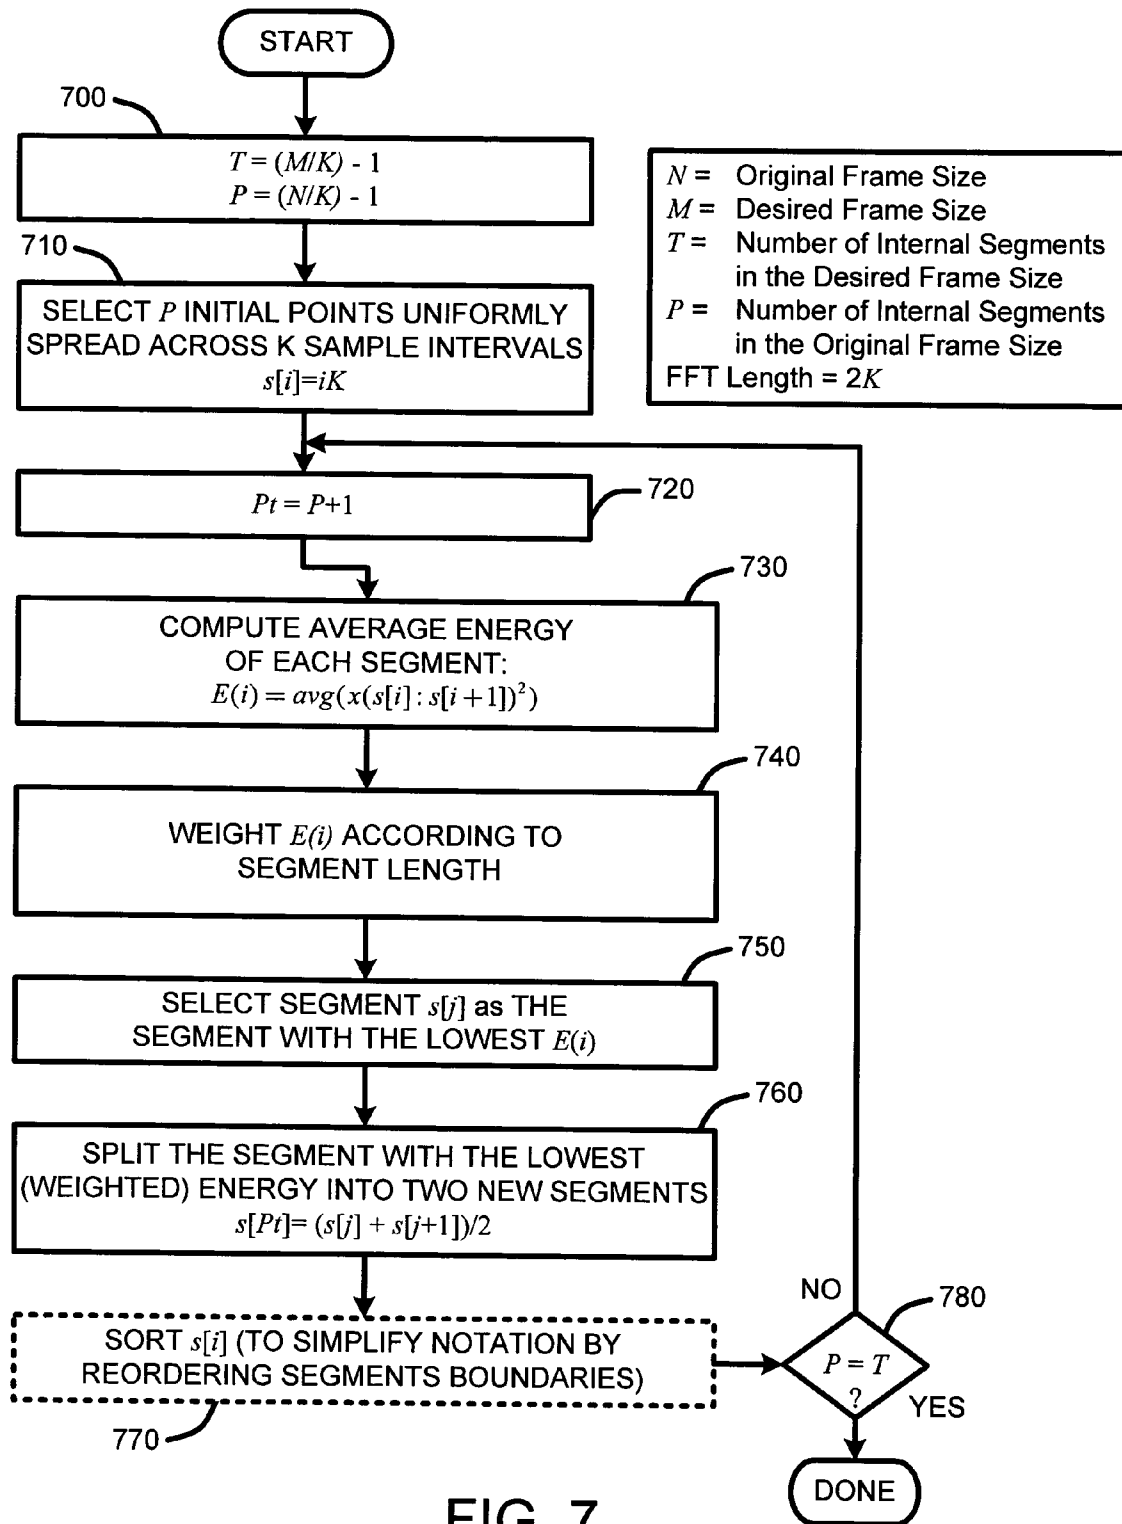 START
700
T = (M/K) - 1
P = (N/K) - 1
N = Original Frame Size
M = Desired Frame Size
T = Number of Internal Segments
in the Desired Frame Size
P = Number of Internal Segments
in the Original Frame Size
FFT Length = 2K
710
SELECT P INITIAL POINTS UNIFORMLY
SPREAD ACROSS K SAMPLE INTERVALS
s[i]=iK
720
Pt = P+1
730
COMPUTE AVERAGE ENERGY
OF EACH SEGMENT:
E(i) = avg(x(s[i] : s[i + 1])²)
740
WEIGHT E(i) ACCORDING TO
SEGMENT LENGTH
750
SELECT SEGMENT s[j] as THE
SEGMENT WITH THE LOWEST E(i)
760
SPLIT THE SEGMENT WITH THE LOWEST
(WEIGHTED) ENERGY INTO TWO NEW SEGMENTS
s[Pt]= (s[j] + s[j+1])/2
NO
780
SORT s[i] (TO SIMPLIFY NOTATION BY
REORDERING SEGMENTS BOUNDARIES)
P = T
?
YES
770
DONE
FIG. 7